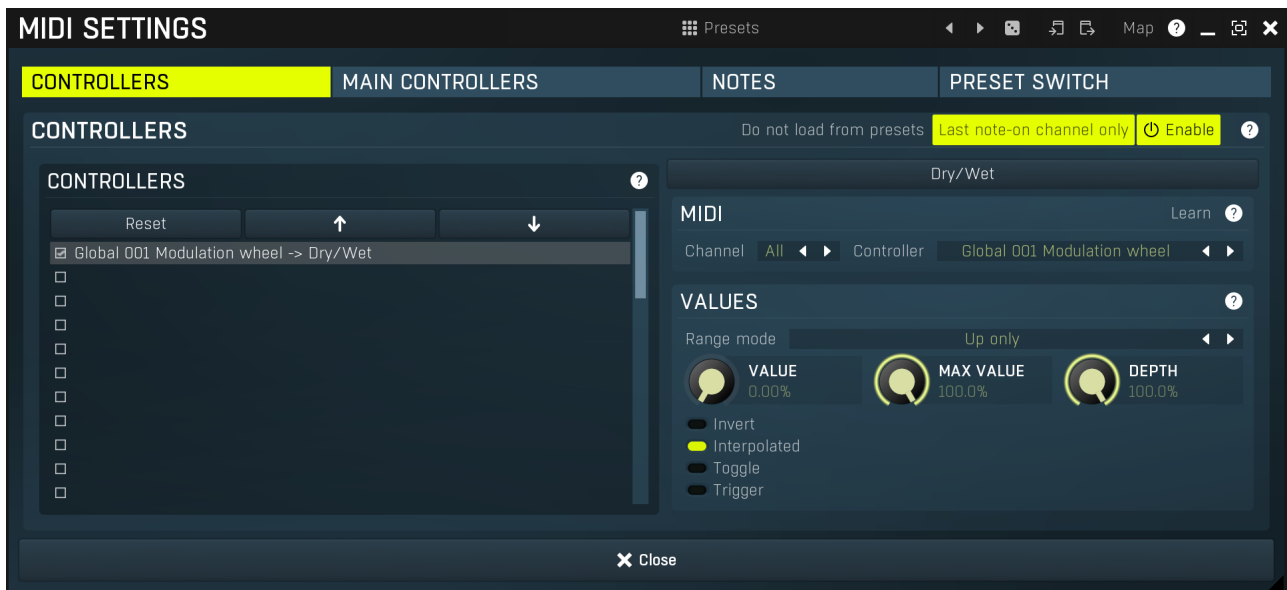 MIDI SETTINGS Presets Map ?
CONTROLLERS MAIN CONTROLLERS NOTES PRESET SWITCH
CONTROLLERS Do not load from presets Last note-on channel only Enable ?
CONTROLLERS ?
Reset ↑ ↓
Global 001 Modulation wheel -> Dry/Wet
Dry/Wet
MIDI Learn ?
Channel All Controller Global 001 Modulation wheel
VALUES ?
Range mode Up only
VALUE MAX VALUE DEPTH
0.00% 100.0% 100.0%
Invert
Interpolated
Toggle
Trigger
Close